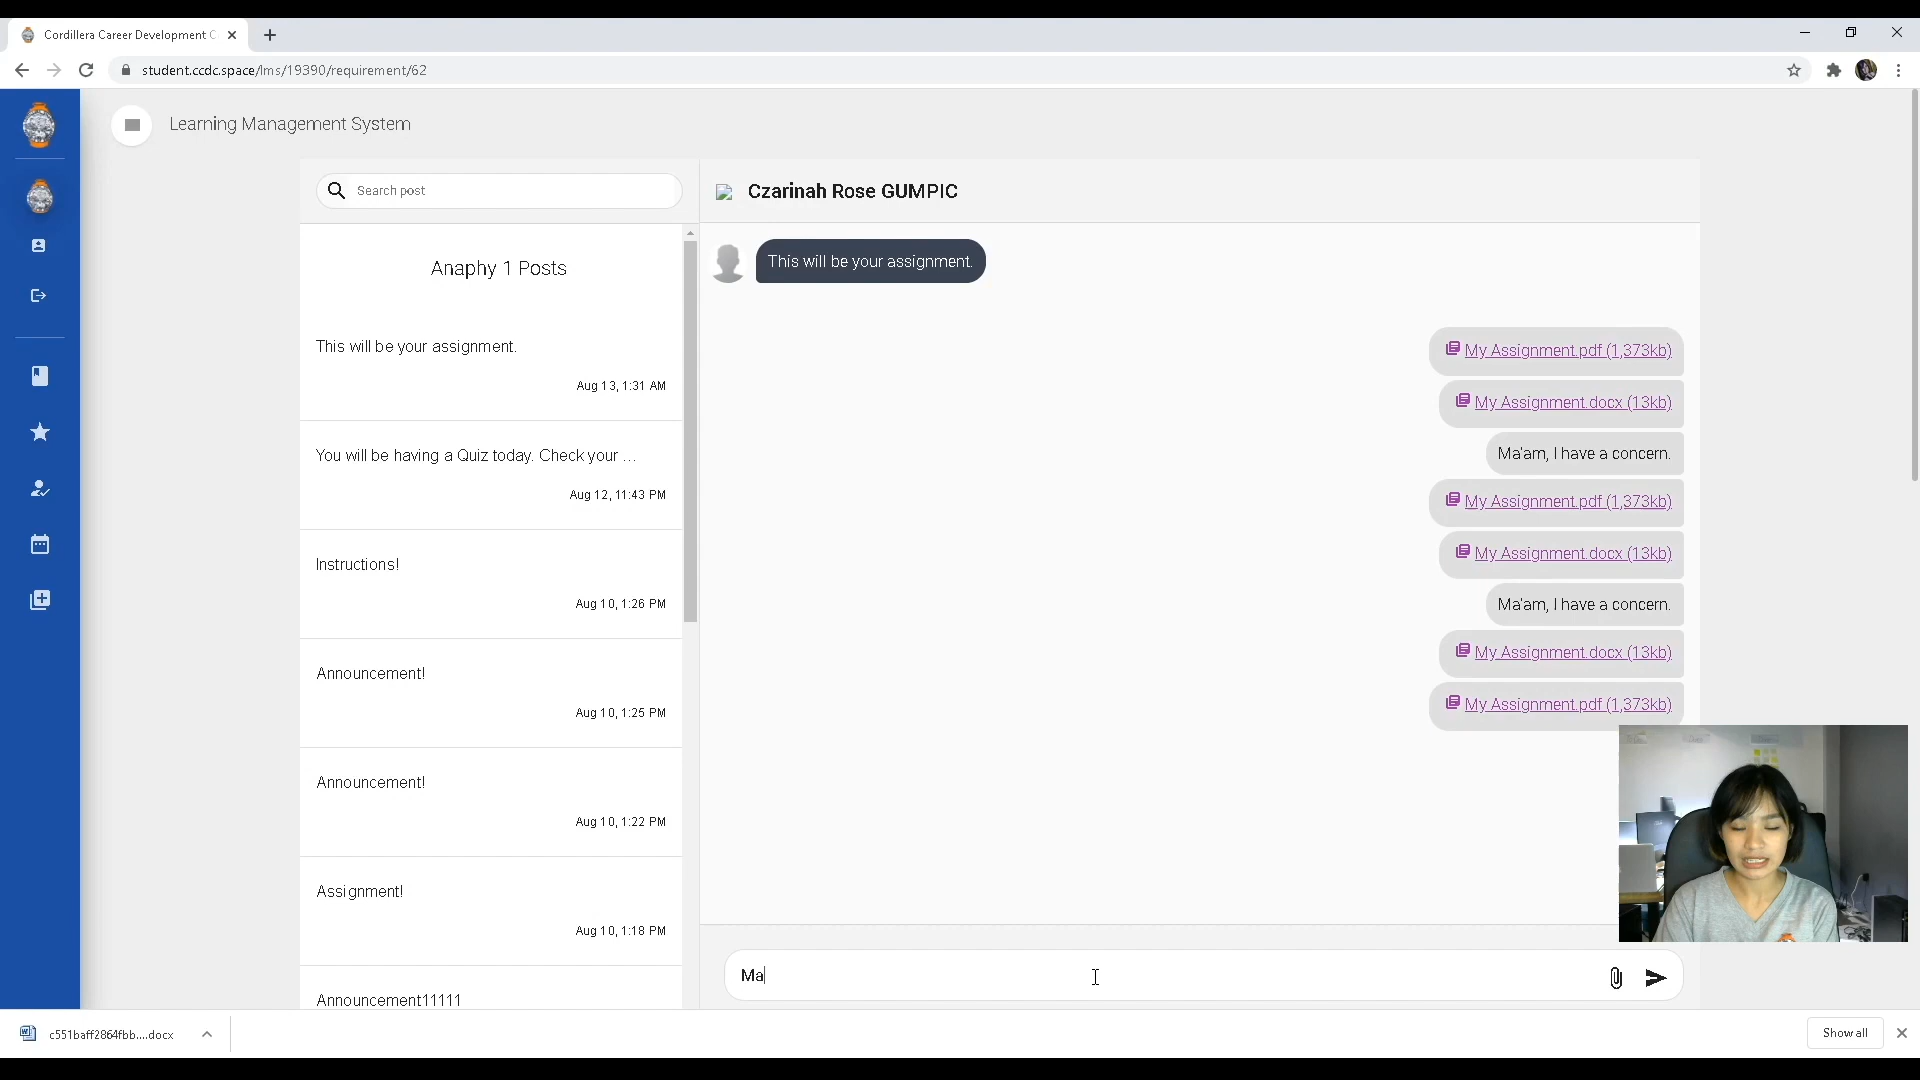 Cordillera Career Development C
student.ccdc.space/lms/19390/requirement/62
Learning Management System
Search post
Czarinah Rose GUMPIC
Anaphy 1 Posts
This will be your assignment.
Aug 13, 1:31 AM
You will be having a Quiz today. Check your ...
Aug 12, 11:43 PM
Instructions!
Aug 10, 1:26 PM
Announcement!
Aug 10, 1:25 PM
Announcement!
Aug 10, 1:22 PM
Assignment!
Aug 10, 1:18 PM
Announcement11111
This will be your assignment.
My Assignment.pdf (1,373kb)
My Assignment.docx (13kb)
Ma'am, I have a concern.
My Assignment.pdf (1,373kb)
My Assignment.docx (13kb)
Ma'am, I have a concern.
My Assignment.docx (13kb)
My Assignment.pdf (1,373kb)
Ma
c551baff2864fbb....docx
Show all